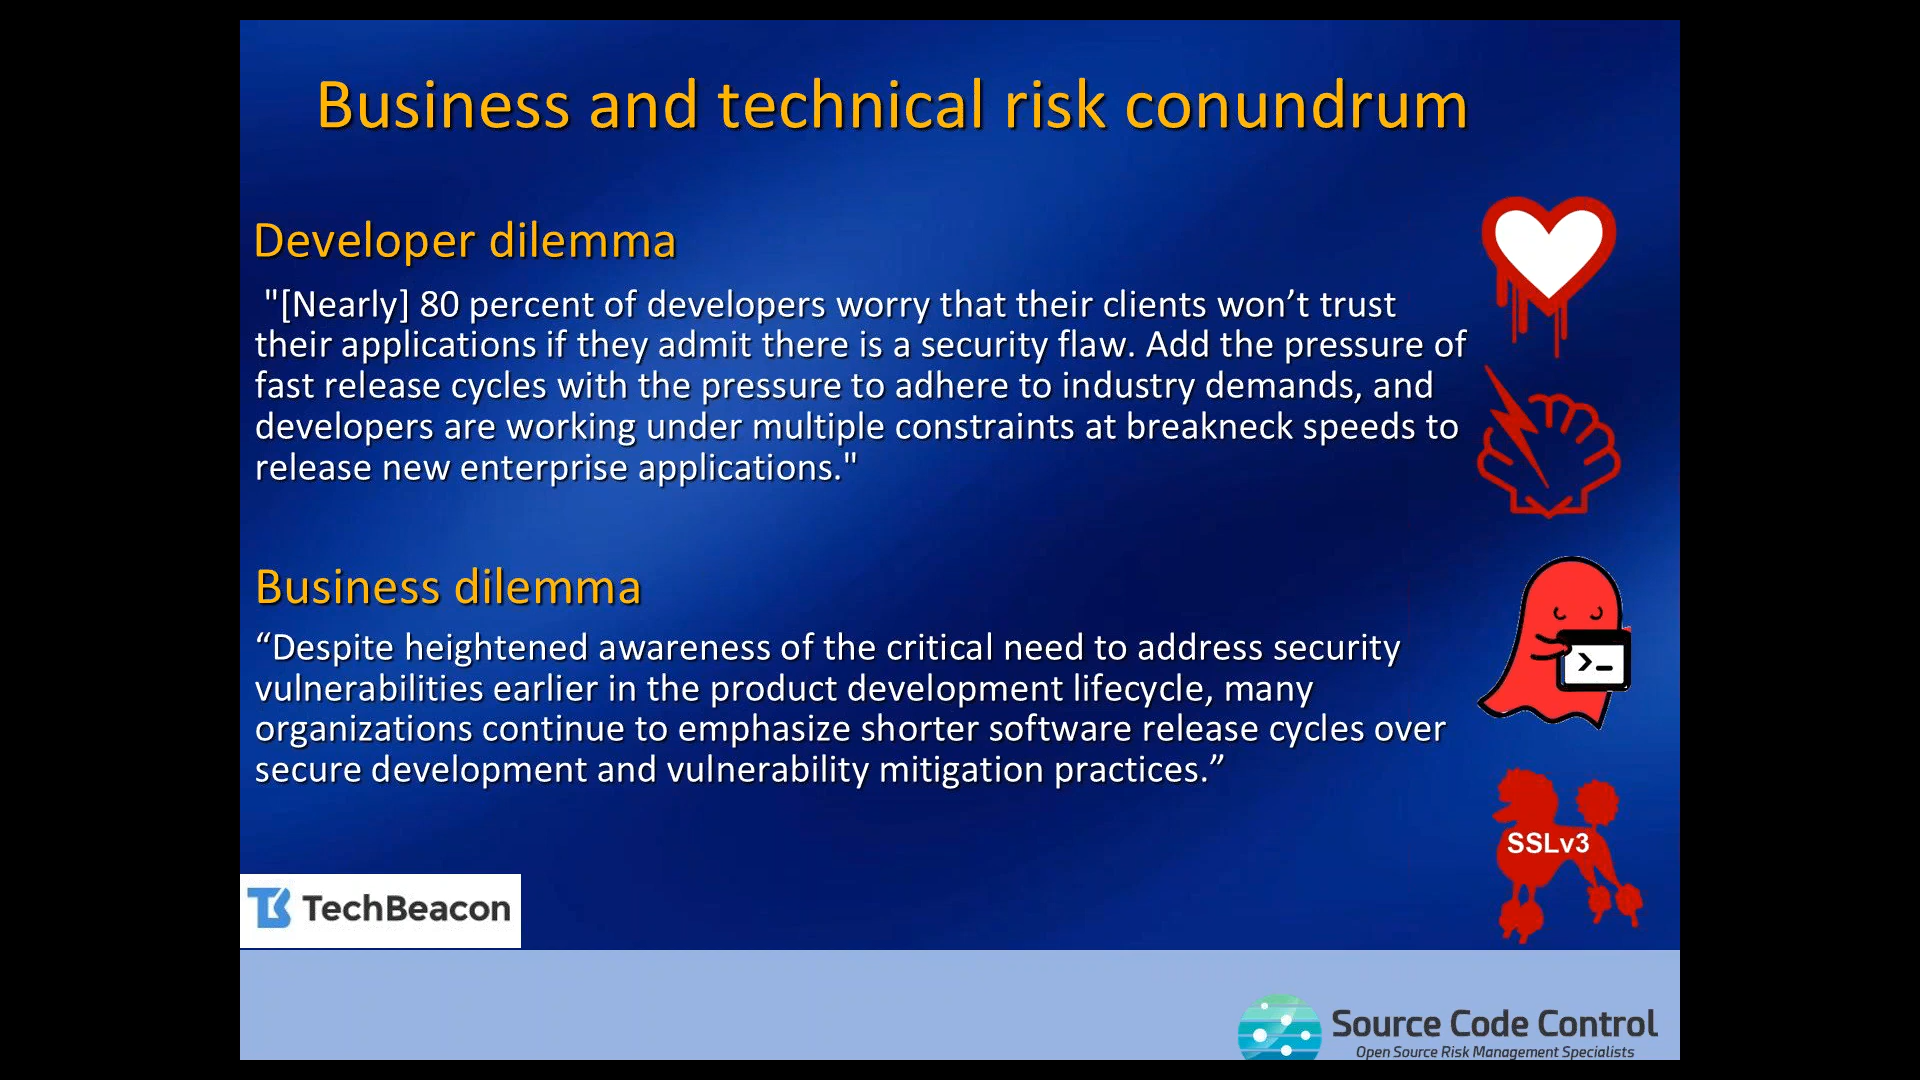 Business and technical risk conundrum
Developer dilemma
"[Nearly] 80 percent of developers worry that their clients won’t trust
their applications if they admit there is a security flaw. Add the pressure of
fast release cycles with the pressure to adhere to industry demands, and
developers are working under multiple constraints at breakneck speeds to
release new enterprise applications."
Business dilemma
“Despite heightened awareness of the critical need to address security
vulnerabilities earlier in the product development lifecycle, many
organizations continue to emphasize shorter software release cycles over
secure development and vulnerability mitigation practices.”
>_
SSLv3
TechBeacon
Source Code Control
Open Source Risk Management Specialists